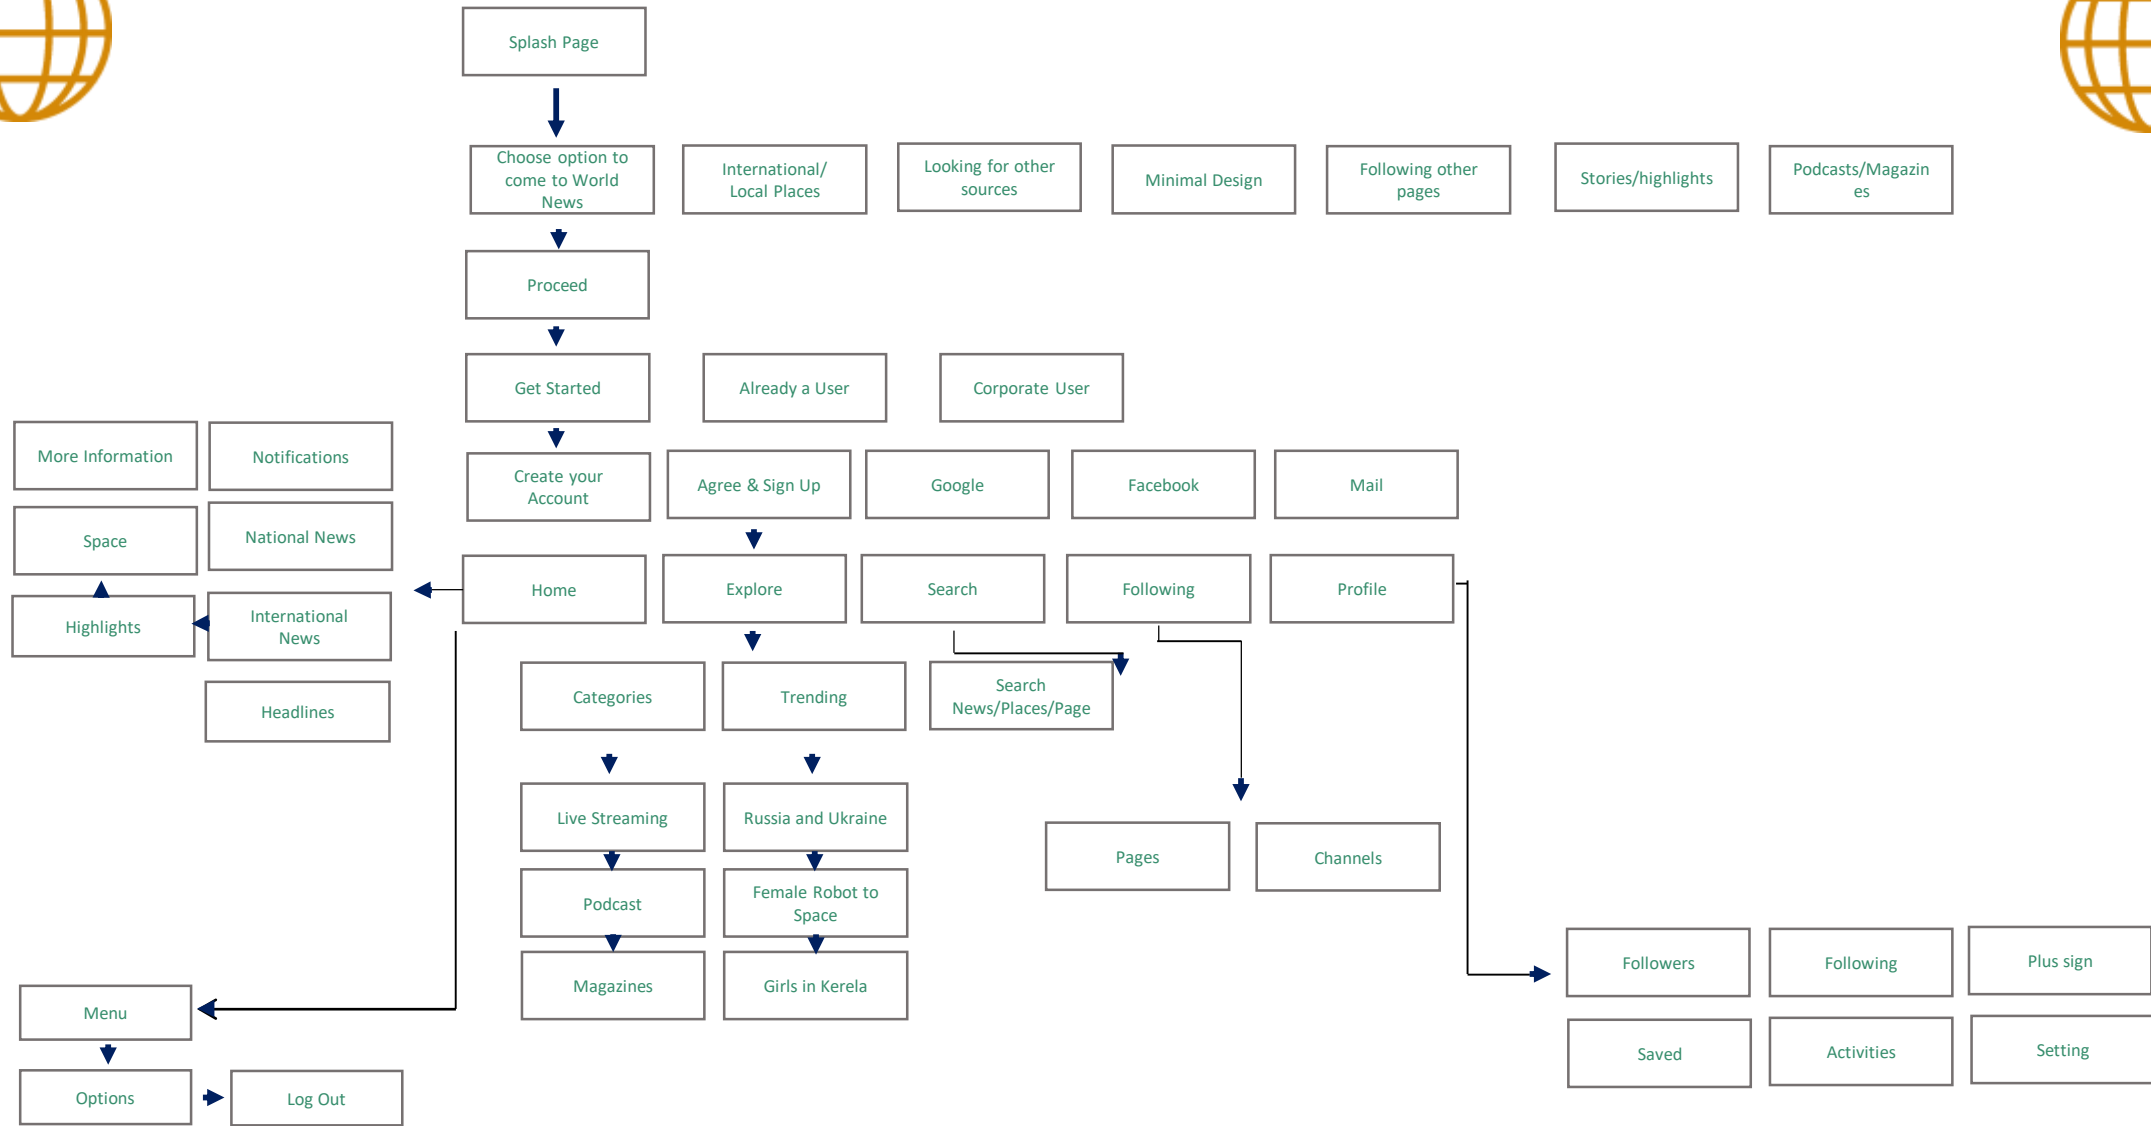 Splash Page
Choose option to
come to World
News
International/
Local Places
Looking for other
sources
Minimal Design
Following other
pages
Stories/highlights
Podcasts/Magazin
es
Proceed
Get Started
Already a User
Corporate User
More Information
Notifications
Create your
Account
Agree & Sign Up
Google
Facebook
Mail
Space
National News
Home
Explore
Search
Following
Profile
Highlights
International
News
Headlines
Categories
Trending
Search
News/Places/Page
Live Streaming
Russia and Ukraine
Pages
Channels
Podcast
Female Robot to
Space
Magazines
Girls in Kerela
Followers
Following
Plus sign
Menu
Saved
Activities
Setting
Options
Log Out